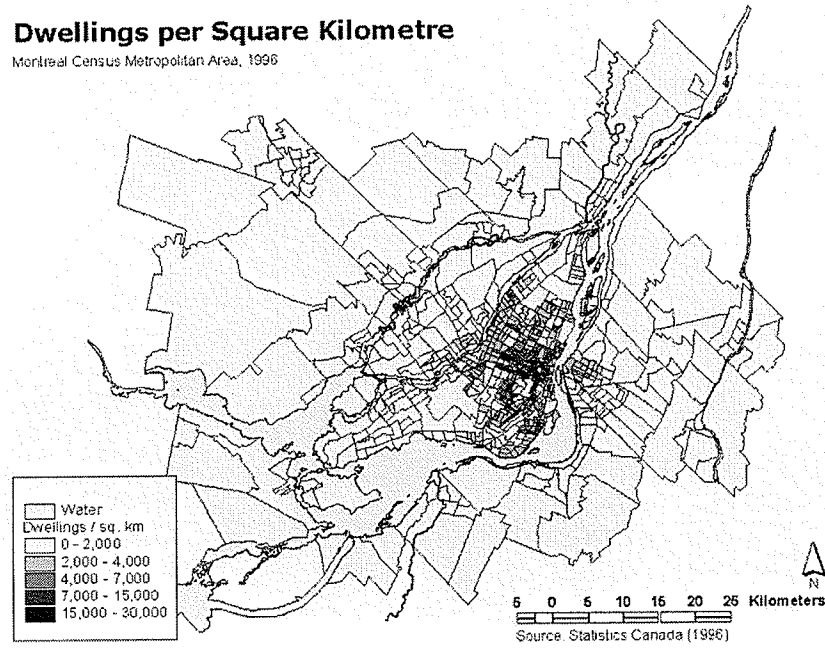 Dwellings per Square Kilometre
Montreal Census Metropolitan Area, 1996
Water
Dwellings / sq. km
0 - 2,000
2,000 - 4,000
4,000 - 7,000
7,000 - 15,000
15,000 - 30,000
N
5 0 5 10 15 20 25 Kilometers
Source. Statistics Canada (1996)